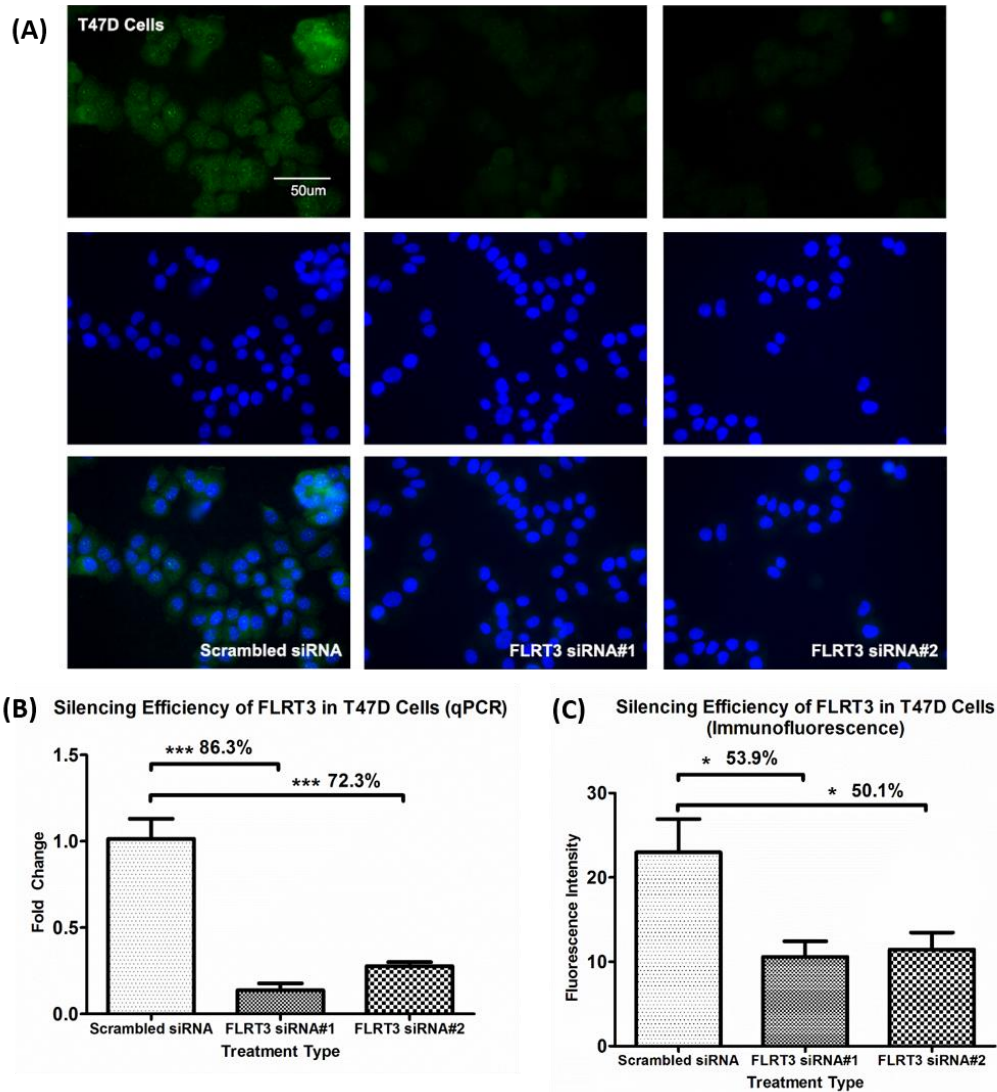 (A)
T47D Cells
50um
Scrambled siRNA
FLRT3 siRNA#1
FLRT3 siRNA#2
(B)
Silencing Efficiency of FLRT3 in T47D Cells (qPCR)
*** 86.3%
*** 72.3%
1.5
1.0
0.5
0.0
Fold Change
Scrambled siRNA
FLRT3 siRNA#1
FLRT3 siRNA#2
Treatment Type
(C)
Silencing Efficiency of FLRT3 in T47D Cells
(Immunofluorescence)
* 53.9%
* 50.1%
30
20
10
0
Fluorescence Intensity
Scrambled siRNA
FLRT3 siRNA#1
FLRT3 siRNA#2
Treatment Type